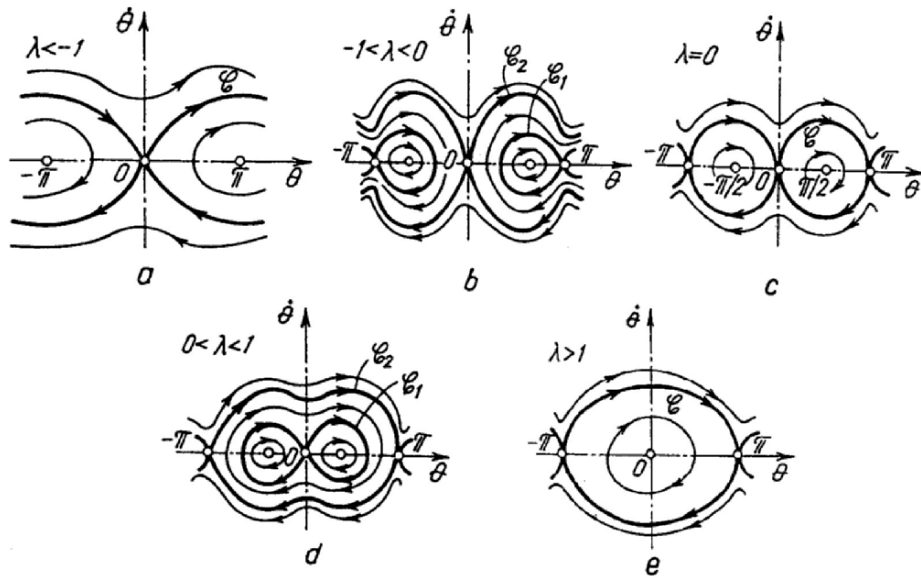 θ̇ θ̇ θ̇
λ<-1 𝒞 -1<λ<0 𝒞₂ 𝒞₁ λ=0
-π 0 π θ -π 0 π θ -π -π/2 0 𝒞 π/2 π θ
a b c
θ̇ θ̇
0<λ<1 𝒞₂ 𝒞₁ λ>1 𝒞
-π 0 π θ -π 0 π θ
d e